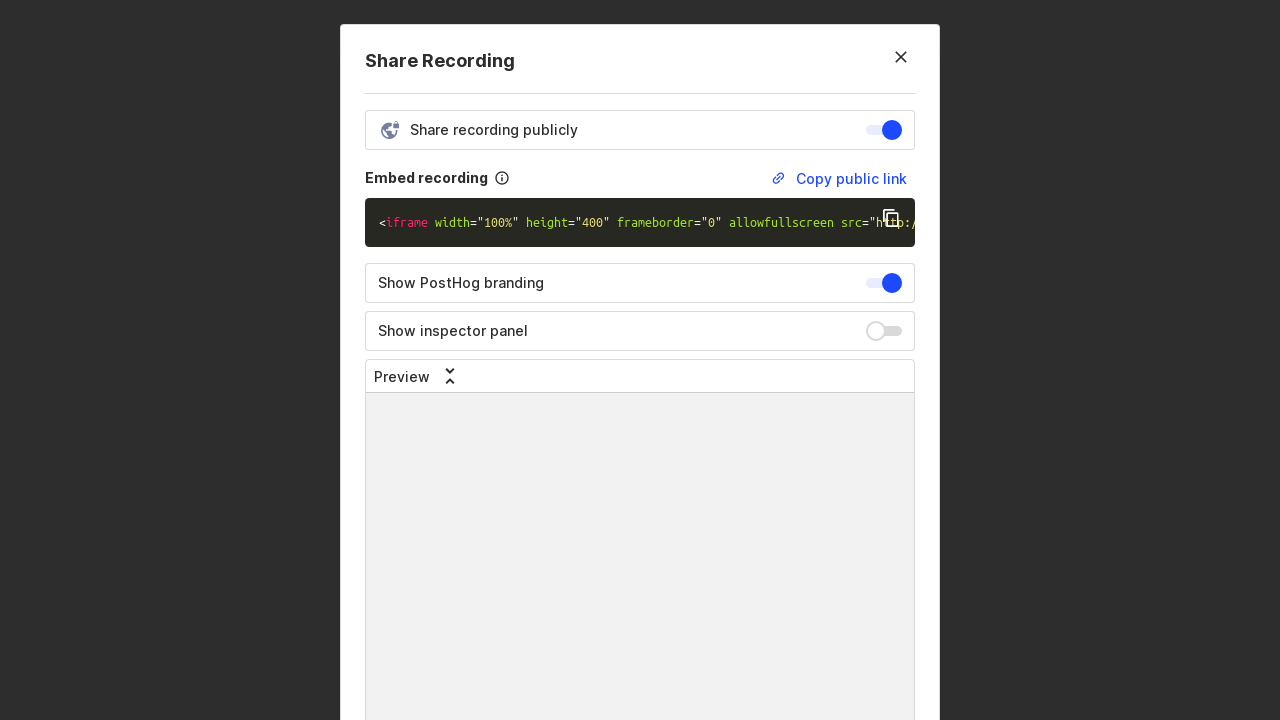 Share Recording
Share recording publicly
Embed recording
Copy public link
<iframe width="100%" height="400" frameborder="0" allowfullscreen src="http:/
Show PostHog branding
Show inspector panel
Preview